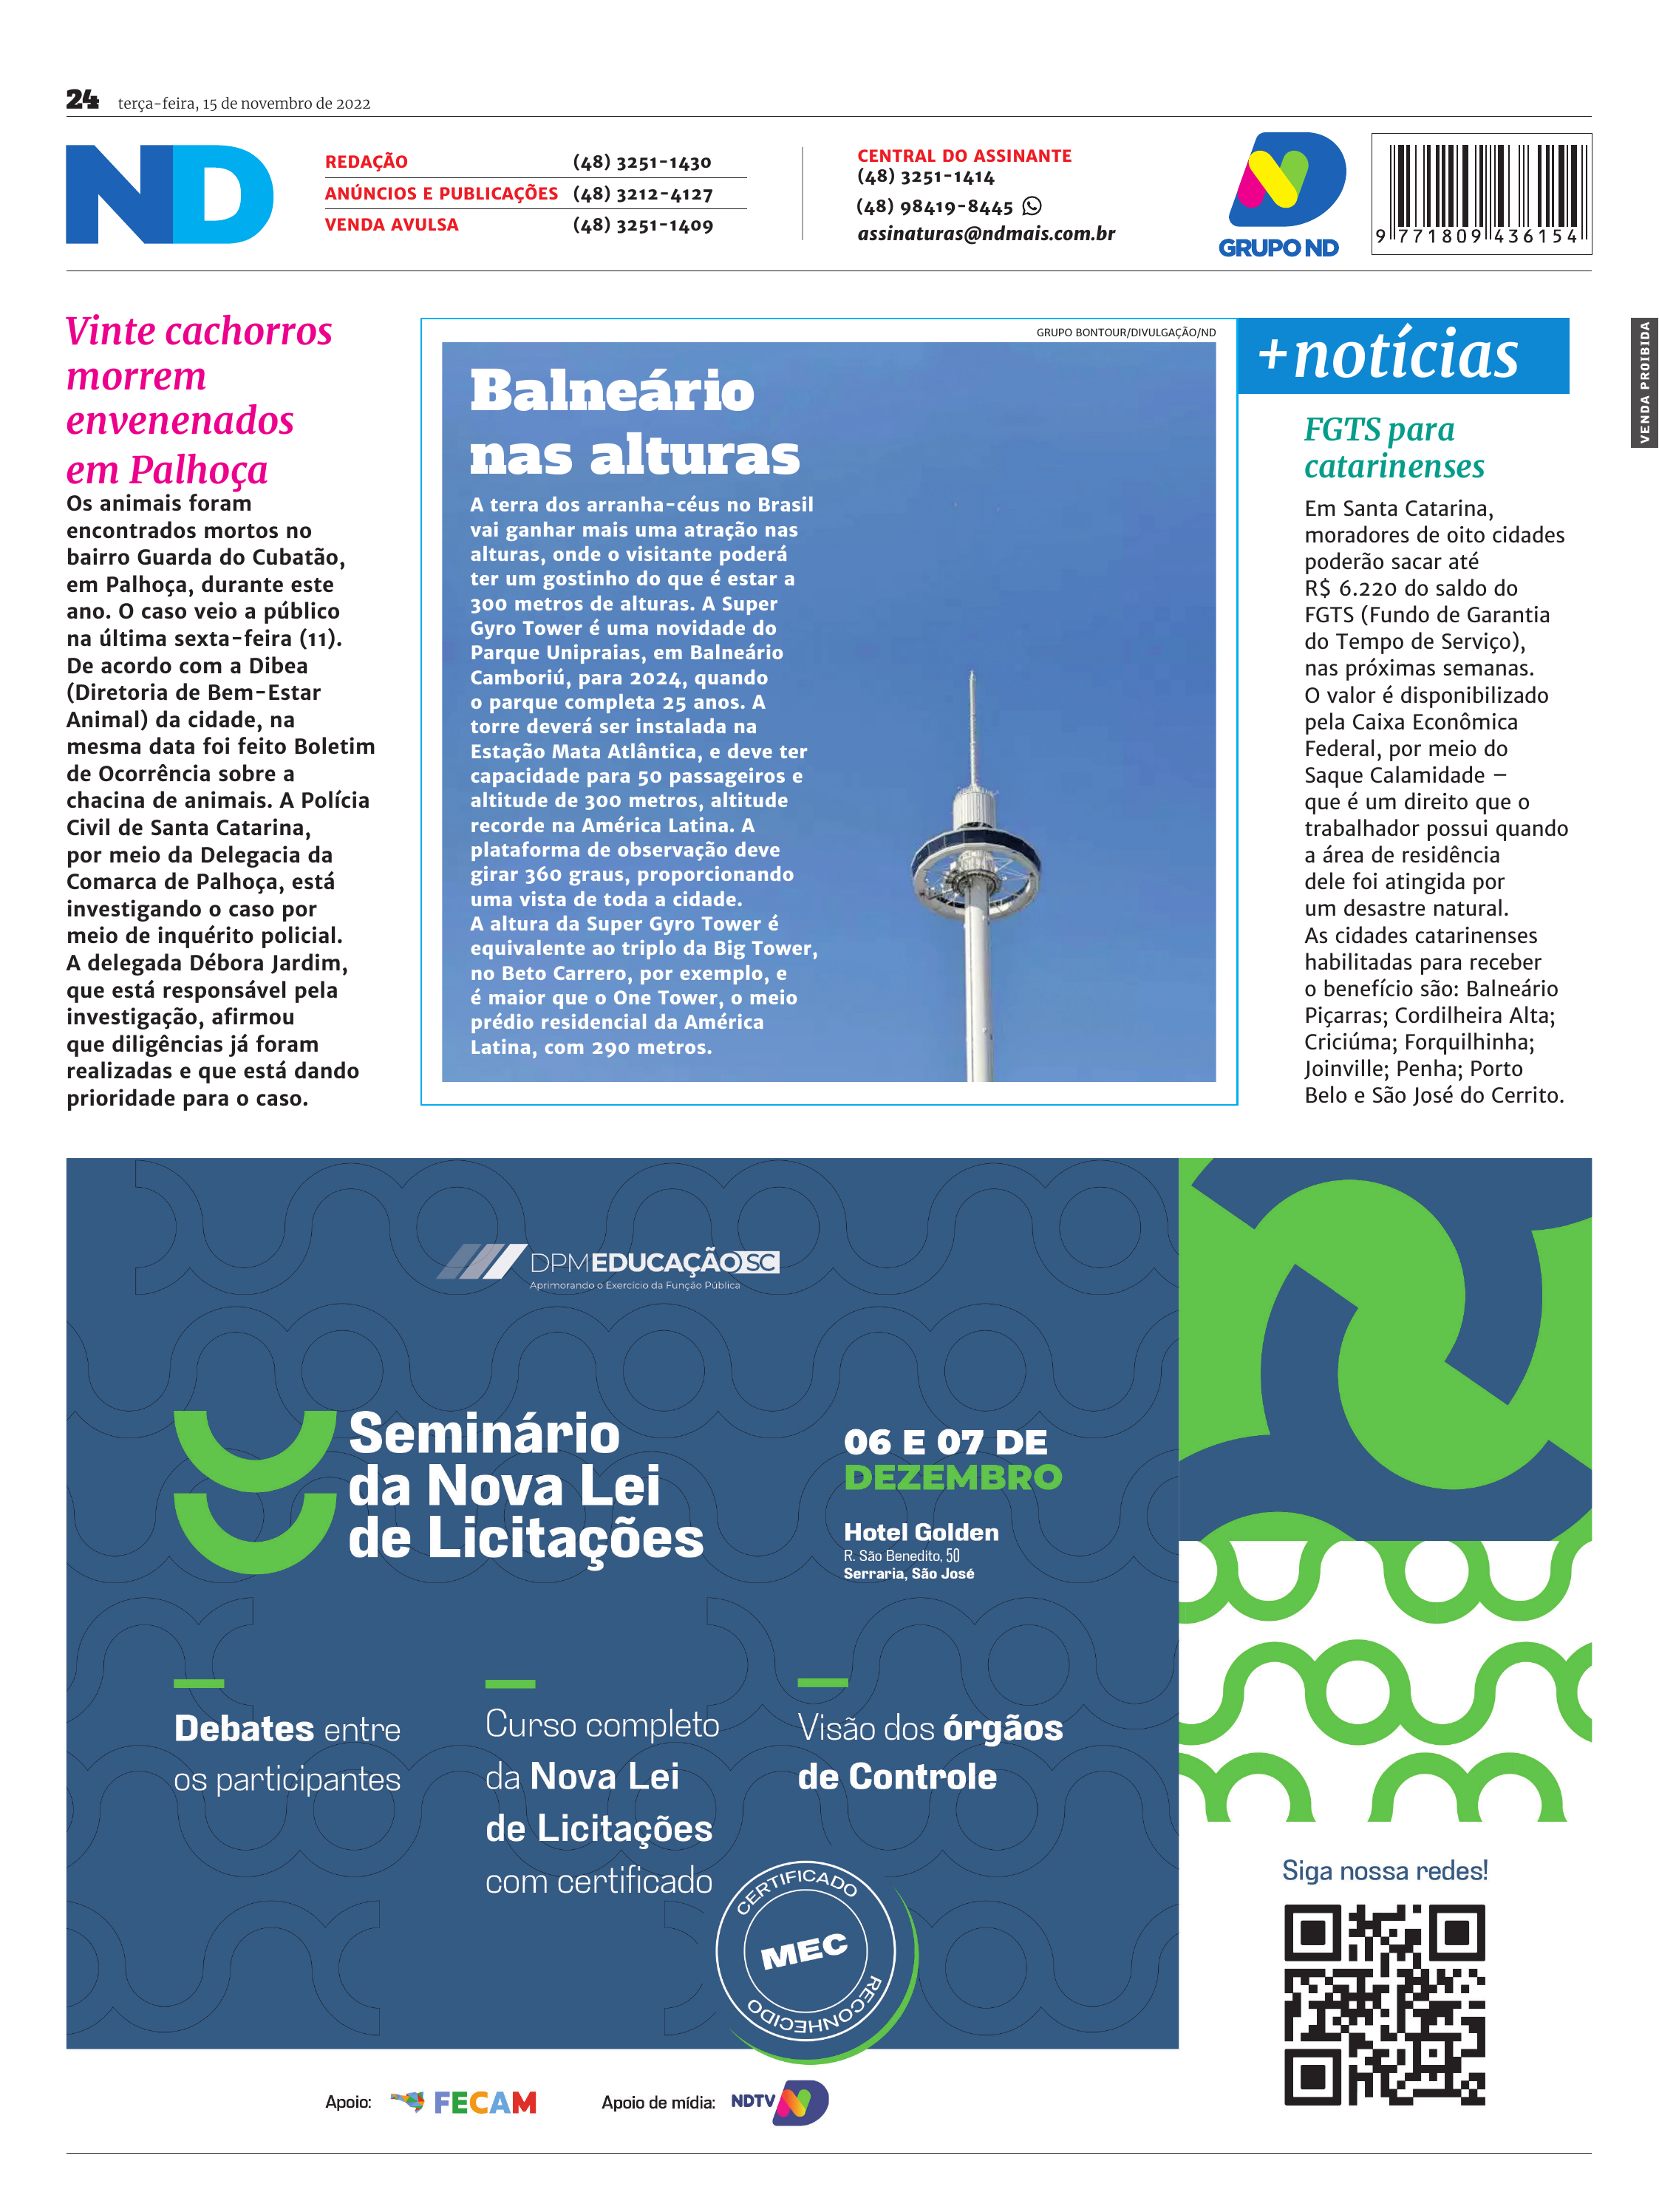 24 terça-feira, 15 de novembro de 2022
ND
REDAÇÃO (48) 3251-1430
ANÚNCIOS E PUBLICAÇÕES (48) 3212-4127
VENDA AVULSA (48) 3251-1409
CENTRAL DO ASSINANTE
(48) 3251-1414
(48) 98419-8445
assinaturas@ndmais.com.br
GRUPO ND
9 771809 436154
VENDA PROIBIDA
Vinte cachorros
morrem
envenenados
em Palhoça
Os animais foram
encontrados mortos no
bairro Guarda do Cubatão,
em Palhoça, durante este
ano. O caso veio a público
na última sexta-feira (11).
De acordo com a Dibea
(Diretoria de Bem-Estar
Animal) da cidade, na
mesma data foi feito Boletim
de Ocorrência sobre a
chacina de animais. A Polícia
Civil de Santa Catarina,
por meio da Delegacia da
Comarca de Palhoça, está
investigando o caso por
meio de inquérito policial.
A delegada Débora Jardim,
que está responsável pela
investigação, afirmou
que diligências já foram
realizadas e que está dando
prioridade para o caso.
GRUPO BONTOUR/DIVULGAÇÃO/ND
Balneário
nas alturas
A terra dos arranha-céus no Brasil
vai ganhar mais uma atração nas
alturas, onde o visitante poderá
ter um gostinho do que é estar a
300 metros de alturas. A Super
Gyro Tower é uma novidade do
Parque Unipraias, em Balneário
Camboriú, para 2024, quando
o parque completa 25 anos. A
torre deverá ser instalada na
Estação Mata Atlântica, e deve ter
capacidade para 50 passageiros e
altitude de 300 metros, altitude
recorde na América Latina. A
plataforma de observação deve
girar 360 graus, proporcionando
uma vista de toda a cidade.
A altura da Super Gyro Tower é
equivalente ao triplo da Big Tower,
no Beto Carrero, por exemplo, e
é maior que o One Tower, o meio
prédio residencial da América
Latina, com 290 metros.
+notícias
FGTS para
catarinenses
Em Santa Catarina,
moradores de oito cidades
poderão sacar até
R$ 6.220 do saldo do
FGTS (Fundo de Garantia
do Tempo de Serviço),
nas próximas semanas.
O valor é disponibilizado
pela Caixa Econômica
Federal, por meio do
Saque Calamidade –
que é um direito que o
trabalhador possui quando
a área de residência
dele foi atingida por
um desastre natural.
As cidades catarinenses
habilitadas para receber
o benefício são: Balneário
Piçarras; Cordilheira Alta;
Criciúma; Forquilhinha;
Joinville; Penha; Porto
Belo e São José do Cerrito.
DPMEDUCAÇÃO SC
Aprimorando o Exercício da Função Pública
Seminário
da Nova Lei
de Licitações
06 E 07 DE
DEZEMBRO
Hotel Golden
R. São Benedito, 50
Serraria, São José
Debates entre
os participantes
Curso completo
da Nova Lei
de Licitações
com certificado
Visão dos órgãos
de Controle
CERTIFICADO
MEC
RECONHECIDO
Siga nossa redes!
Apoio: FECAM
Apoio de mídia: NDTV